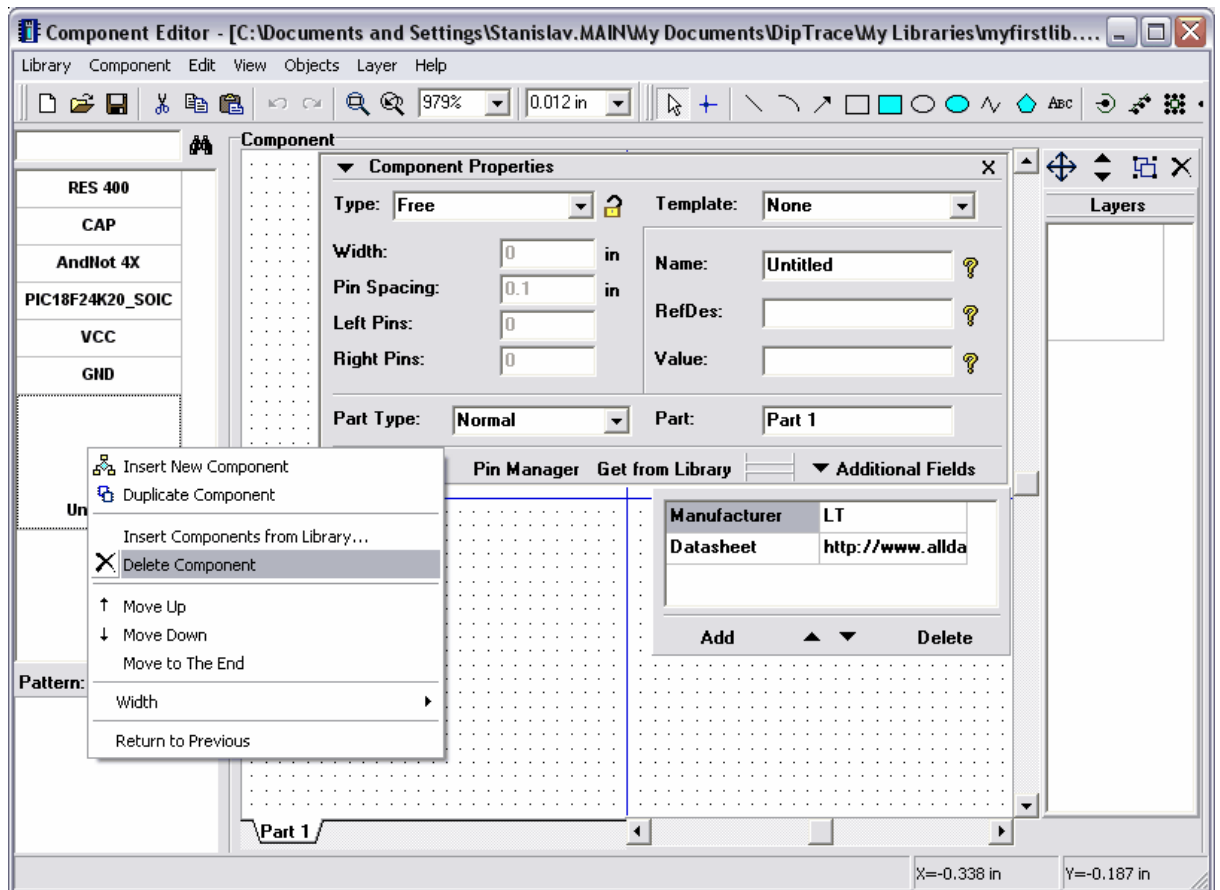 Component Editor - [C:\Documents and Settings\Stanislav.MAIN\My Documents\DipTrace\My Libraries\myfirstlib....
Library Component Edit View Objects Layer Help
979% 0.012 in ABC
Component
Component Properties X
Type: Free Template: None
Width: 0 in
Pin Spacing: 0.1 in
Left Pins: 0
Right Pins: 0
Name: Untitled
RefDes:
Value:
Part Type: Normal Part: Part 1
Pin Manager Get from Library Additional Fields
Manufacturer LT
Datasheet http://www.allda
Add Delete
RES 400
CAP
AndNot 4X
PIC18F24K20_SOIC
VCC
GND
Un
Insert New Component
Duplicate Component
Insert Components from Library...
Delete Component
Move Up
Move Down
Move to The End
Width
Return to Previous
Pattern:
Layers
Part 1
X=-0.338 in Y=-0.187 in